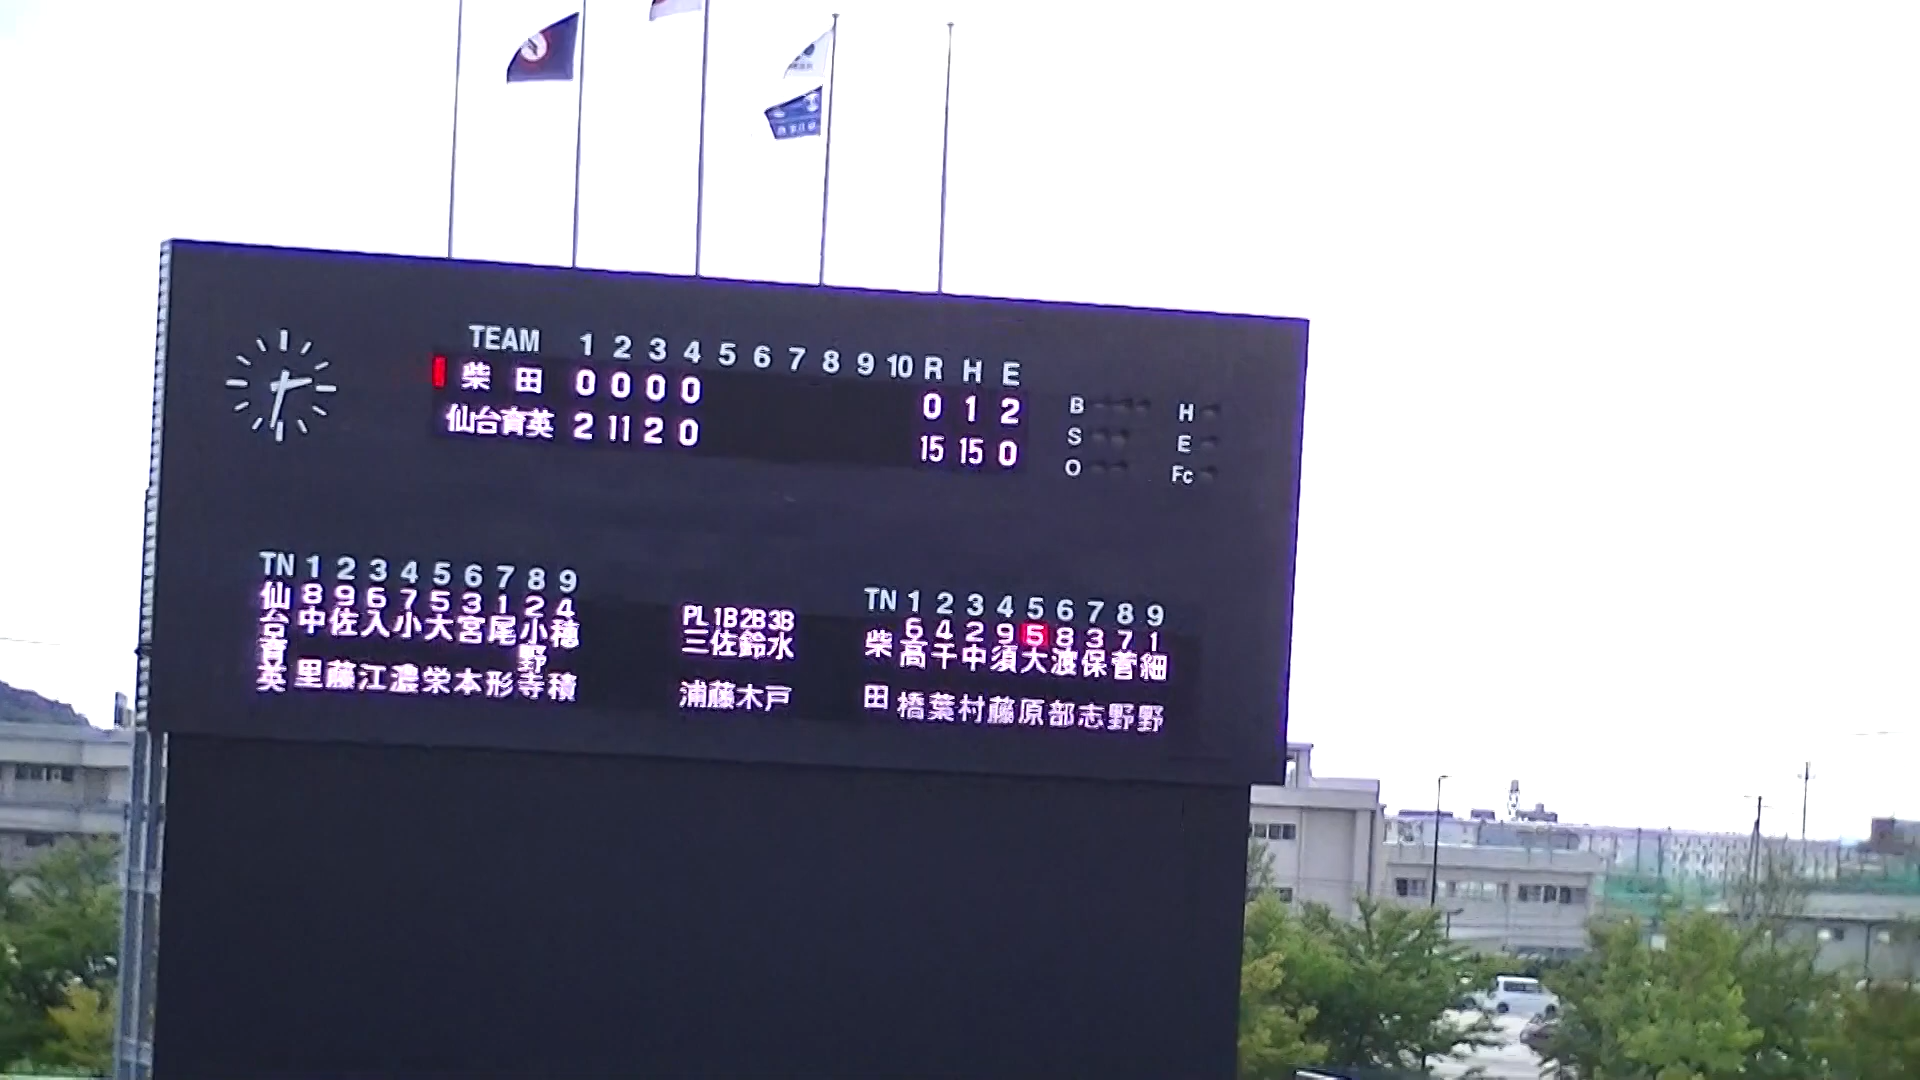 TEAM 1 2 3 4 5 6 7 8 9 10 R H E
柴田 0 0 0 0 0 1 2
仙台育英 2 11 2 0 15 15 0
B H
S E
O Fc
TN 1 2 3 4 5 6 7 8 9
仙台育英
8 9 6 7 5 3 1 2 4
中里 佐藤 入江 小濃 大栄 宮本 尾形 小野寺 穂積
PL 1B 2B 3B
三浦 佐藤 鈴木 水戸
TN 1 2 3 4 5 6 7 8 9
柴田
6 4 2 9 5 8 3 7 1
高橋 千葉 中村 須藤 大原 渡部 保志 菅野 細野